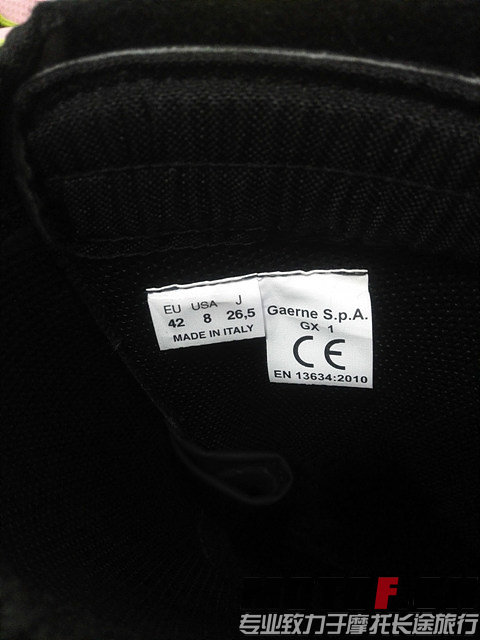 EU USA J
42 8 26,5
MADE IN ITALY
Gaerne S.p.A.
GX 1
CE
EN 13634:2010
F
专业致力于摩托长途旅行